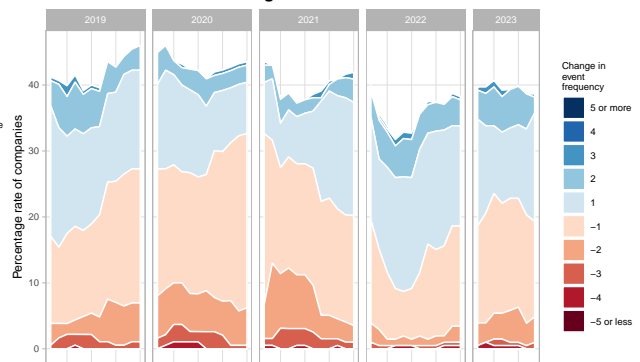 2019 2020 2021 2022 2023
Percentage rate of companies
40
30
20
10
0
Change in
event
frequency
5 or more
4
3
2
1
−1
−2
−3
−4
−5 or less